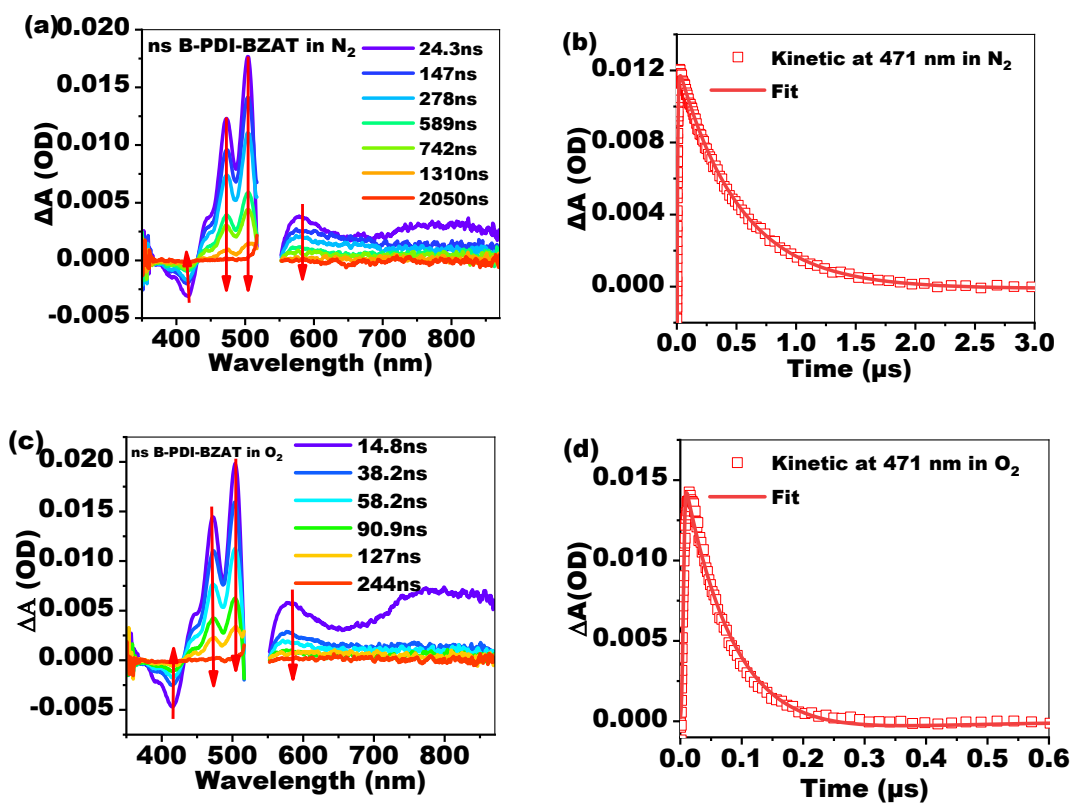 (a)
ns B-PDI-BZAT in N₂
24.3ns
147ns
278ns
589ns
742ns
1310ns
2050ns
0.020
0.015
0.010
0.005
0.000
-0.005
ΔA (OD)
400 500 600 700 800
Wavelength (nm)
(b)
Kinetic at 471 nm in N₂
Fit
0.012
0.008
0.004
0.000
ΔA (OD)
0.0 0.5 1.0 1.5 2.0 2.5 3.0
Time (μs)
(c)
ns B-PDI-BZAT in O₂
14.8ns
38.2ns
58.2ns
90.9ns
127ns
244ns
0.020
0.015
0.010
0.005
0.000
-0.005
ΔA (OD)
400 500 600 700 800
Wavelength (nm)
(d)
Kinetic at 471 nm in O₂
Fit
0.015
0.010
0.005
0.000
ΔA(OD)
0.0 0.1 0.2 0.3 0.4 0.5 0.6
Time (μs)